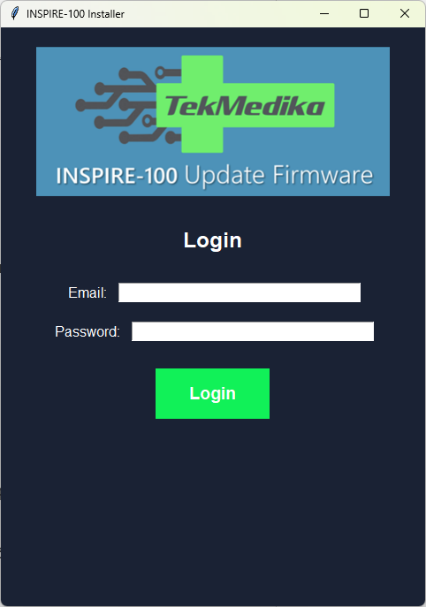 INSPIRE-100 Installer
TekMedika
INSPIRE-100 Update Firmware
Login
Email:
Password:
Login